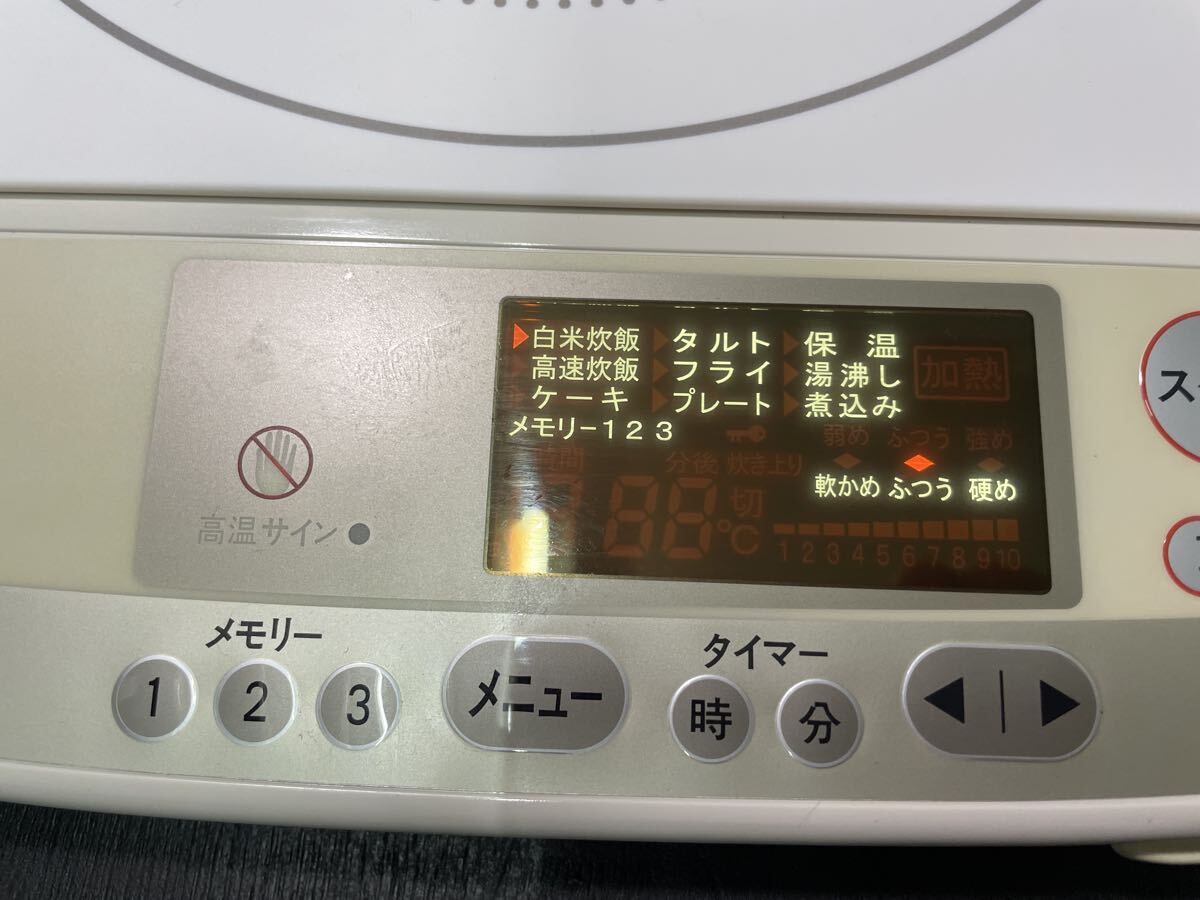 白米炊飯 タルト 保温
高速炊飯 フライ 湯沸し 加熱
ケーキ プレート 煮込み
メモリー123
弱め ふつう 強め
分後 炊き上り
軟かめ ふつう 硬め
88 切
℃
1 2 3 4 5 6 7 8 9 10
高温サイン
メモリー
1 2 3
メニュー
タイマー
時 分
ス